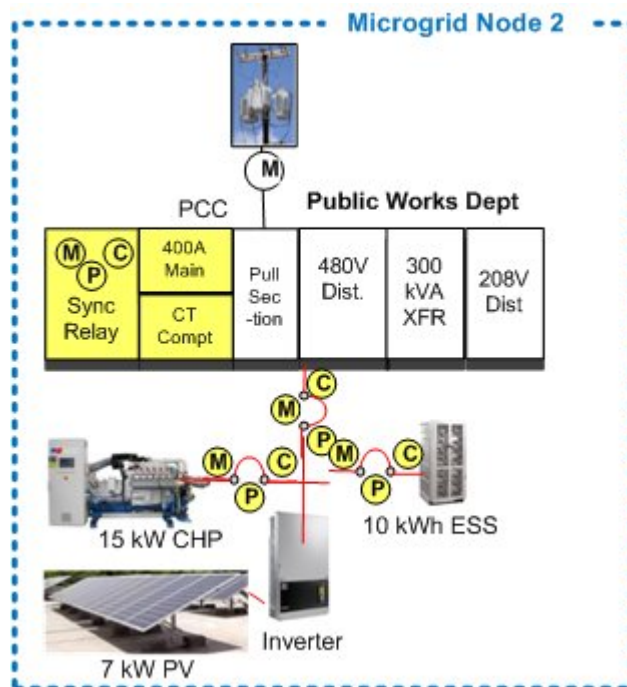 Microgrid Node 2
M
PCC
Public Works Dept
M
C
P
Sync
Relay
400A
Main
CT
Compt
Pull
Sec
-tion
480V
Dist.
300
kVA
XFR
208V
Dist
C
M
P
M
C
P
M
C
P
15 kW CHP
10 kWh ESS
Inverter
7 kW PV